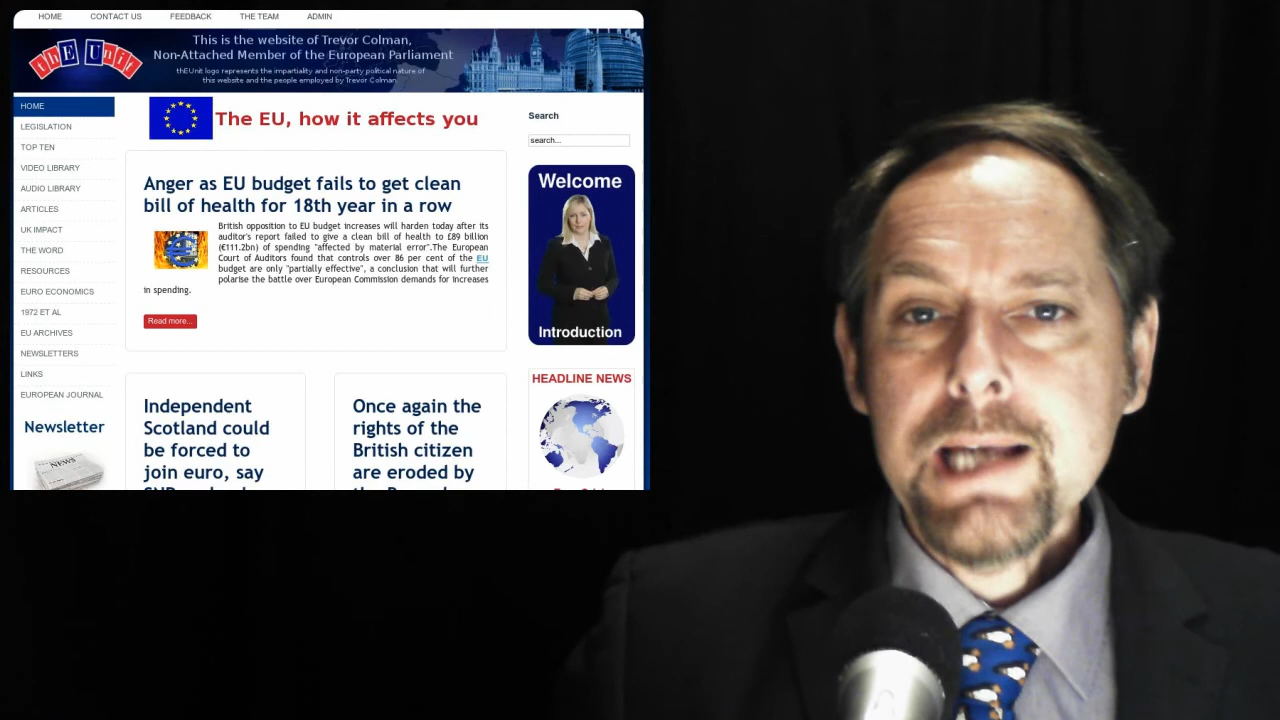 HOME CONTACT US FEEDBACK THE TEAM ADMIN
thE Unit
This is the website of Trevor Colman,
Non-Attached Member of the European Parliament
thEUnit logo represents the impartiality and non-party political nature of
this website and the people employed by Trevor Colman.
HOME
LEGISLATION
TOP TEN
VIDEO LIBRARY
AUDIO LIBRARY
ARTICLES
UK IMPACT
THE WORD
RESOURCES
EURO ECONOMICS
1972 ET AL
EU ARCHIVES
NEWSLETTERS
LINKS
EUROPEAN JOURNAL
Newsletter
NEWS
The EU, how it affects you
Anger as EU budget fails to get clean
bill of health for 18th year in a row
British opposition to EU budget increases will harden today after its
auditor's report failed to give a clean bill of health to £89 billion
(€111.2bn) of spending "affected by material error".The European
Court of Auditors found that controls over 86 per cent of the EU
budget are only "partially effective", a conclusion that will further
polarise the battle over European Commission demands for increases
in spending.
Read more...
Independent
Scotland could
be forced to
join euro, say
Once again the
rights of the
British citizen
are eroded by
Search
search...
Welcome
Introduction
HEADLINE NEWS